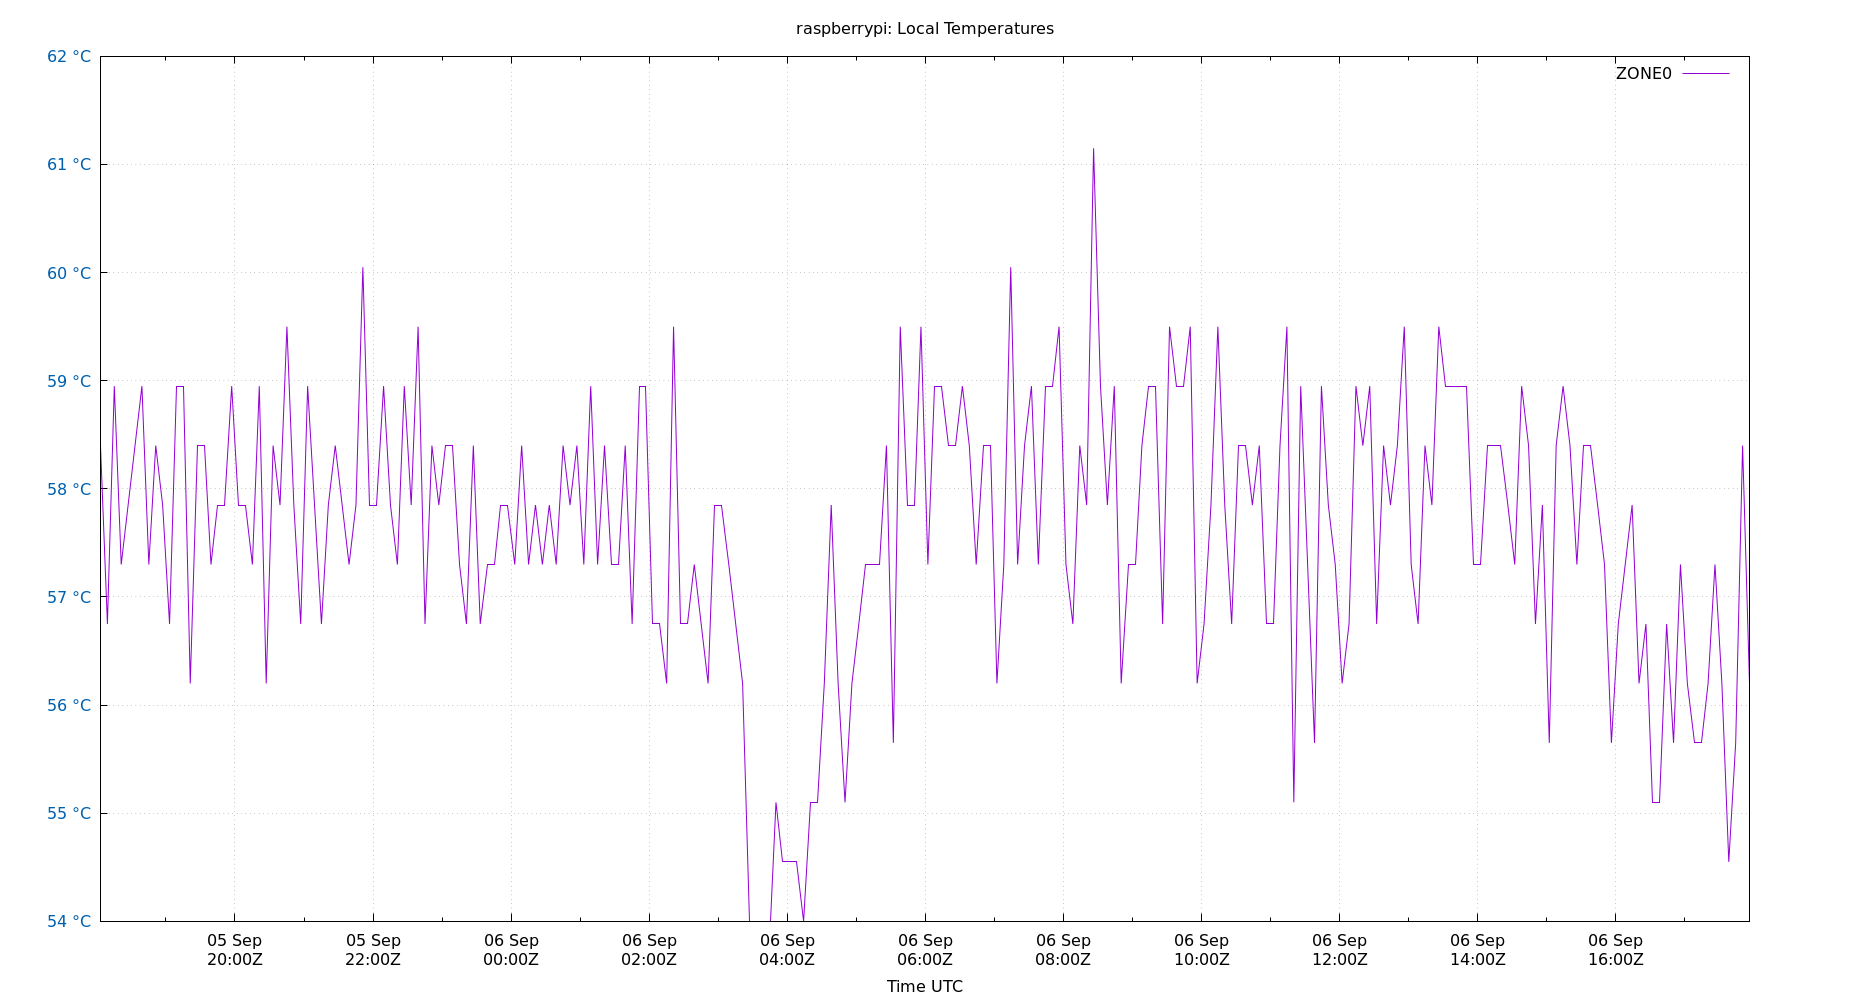 raspberrypi: Local Temperatures
62 °C
ZONE0
61 °C
60 °C
59 °C
58 °C
57 °C
56 °C
55 °C
54 °C
05 Sep 05 Sep 06 Sep 06 Sep 06 Sep 06 Sep 06 Sep 06 Sep 06 Sep 06 Sep 06 Sep
20:00Z 22:00Z 00:00Z 02:00Z 04:00Z 06:00Z 08:00Z 10:00Z 12:00Z 14:00Z 16:00Z
Time UTC